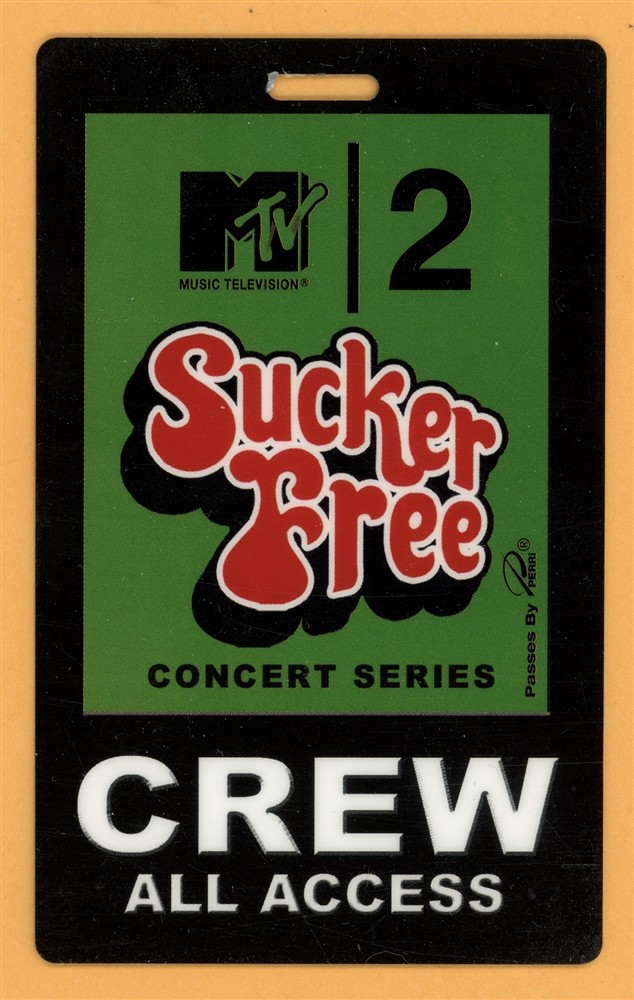 MTV | 2
MUSIC TELEVISION®
Sucker
Free
CONCERT SERIES
Passes By PERRI®
CREW
ALL ACCESS